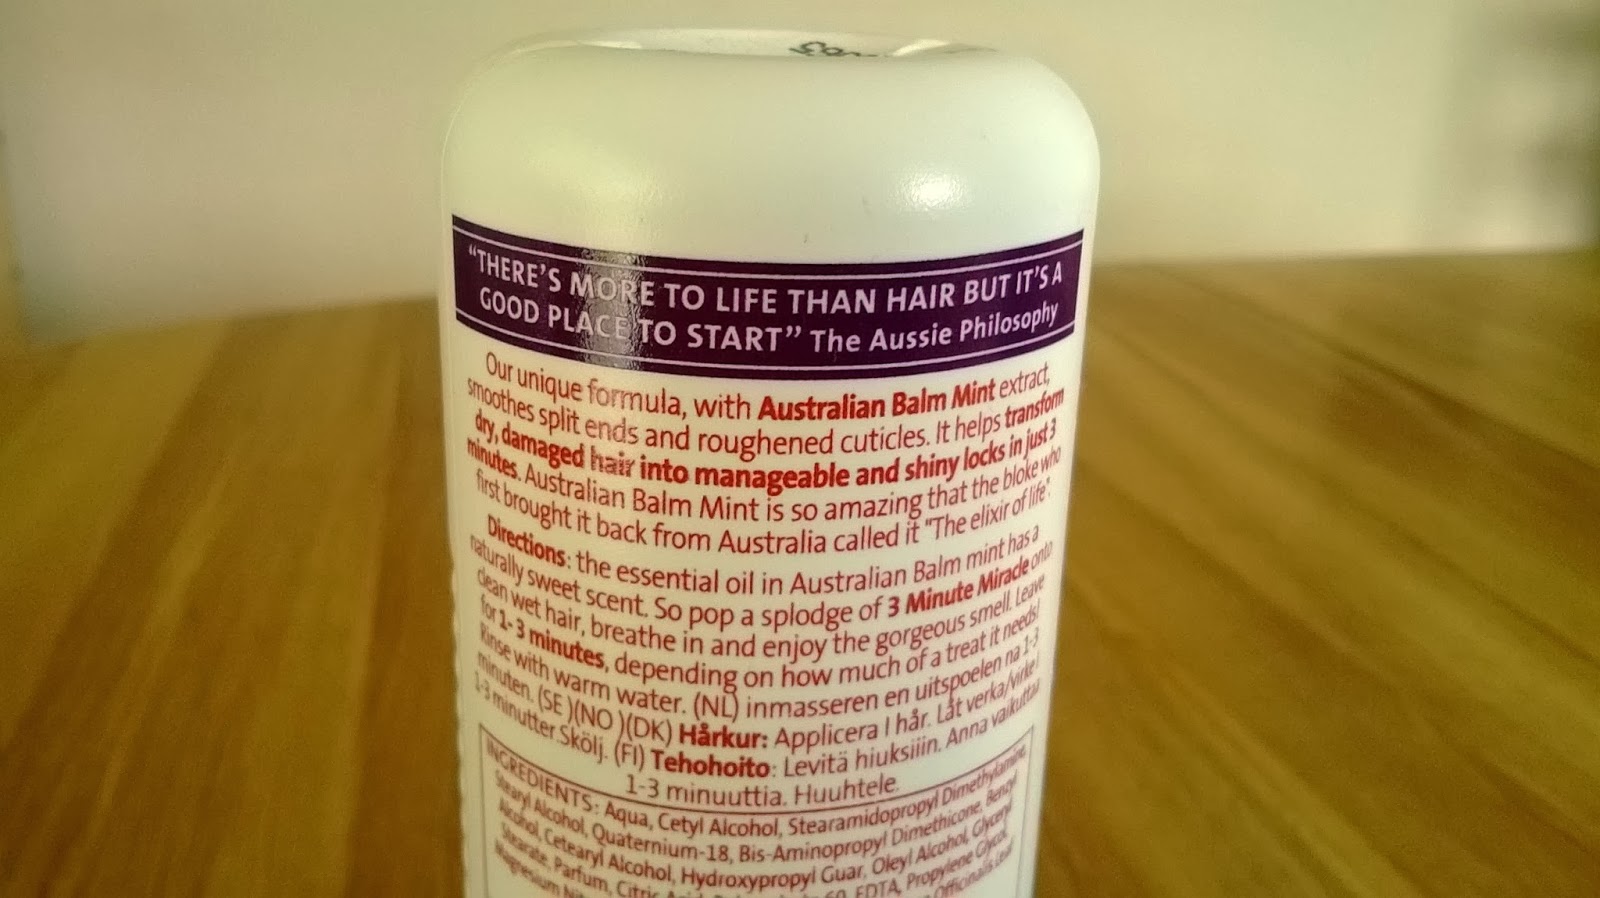 “THERE’S MORE TO LIFE THAN HAIR BUT IT’S A
GOOD PLACE TO START” The Aussie Philosophy
Our unique formula, with Australian Balm Mint extract,
smoothes split ends and roughened cuticles. It helps transform
dry, damaged hair into manageable and shiny locks in just 3
minutes. Australian Balm Mint is so amazing that the bloke who
first brought it back from Australia called it "The elixir of life".
Directions: the essential oil in Australian Balm mint has a
naturally sweet scent. So pop a splodge of 3 Minute Miracle onto
clean wet hair, breathe in and enjoy the gorgeous smell. Leave
for 1-3 minutes, depending on how much of a treat it needs!
Rinse with warm water. (NL) inmasseren en uitspoelen na 1-3
minuten. (SE )(NO )(DK) Hårkur: Applicera I hår. Låt verka/virke i
1-3 minutter. Skölj. (FI) Tehohoito: Levitä hiuksiiin. Anna vaikuttaa
1-3 minuuttia. Huuhtele.
INGREDIENTS: Aqua, Cetyl Alcohol, Stearamidopropyl Dimethylamine,
Stearyl Alcohol, Quaternium-18, Bis-Aminopropyl Dimethicone, Benzyl
Alcohol, Cetearyl Alcohol, Hydroxypropyl Guar, Oleyl Alcohol, Glyceryl
Stearate, Parfum, Citric 60, EDTA, Propylene Glycol,
Magnesium Officinalis Leaf